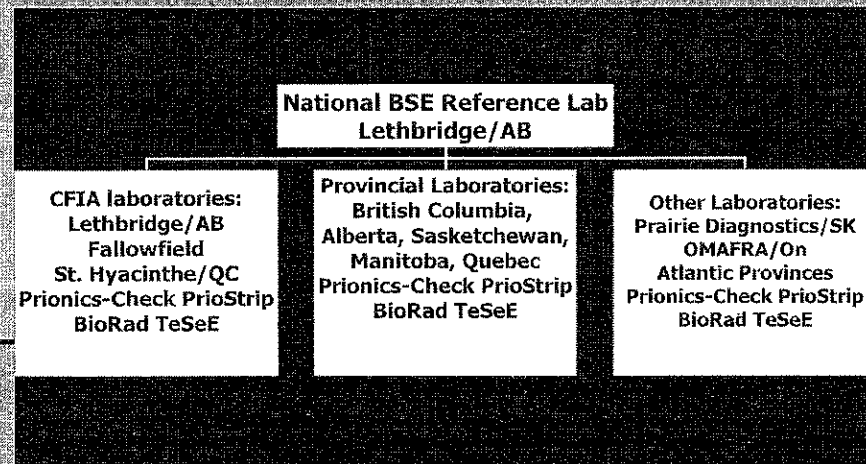 National BSE Reference Lab
Lethbridge/AB
CFIA laboratories:
Lethbridge/AB
Fallowfield
St. Hyacinthe/QC
Prionics-Check PrioStrip
BioRad TeSeE
Provincial Laboratories:
British Columbia,
Alberta, Sasketchewan,
Manitoba, Quebec
Prionics-Check PrioStrip
BioRad TeSeE
Other Laboratories:
Prairie Diagnostics/SK
OMAFRA/On
Atlantic Provinces
Prionics-Check PrioStrip
BioRad TeSeE